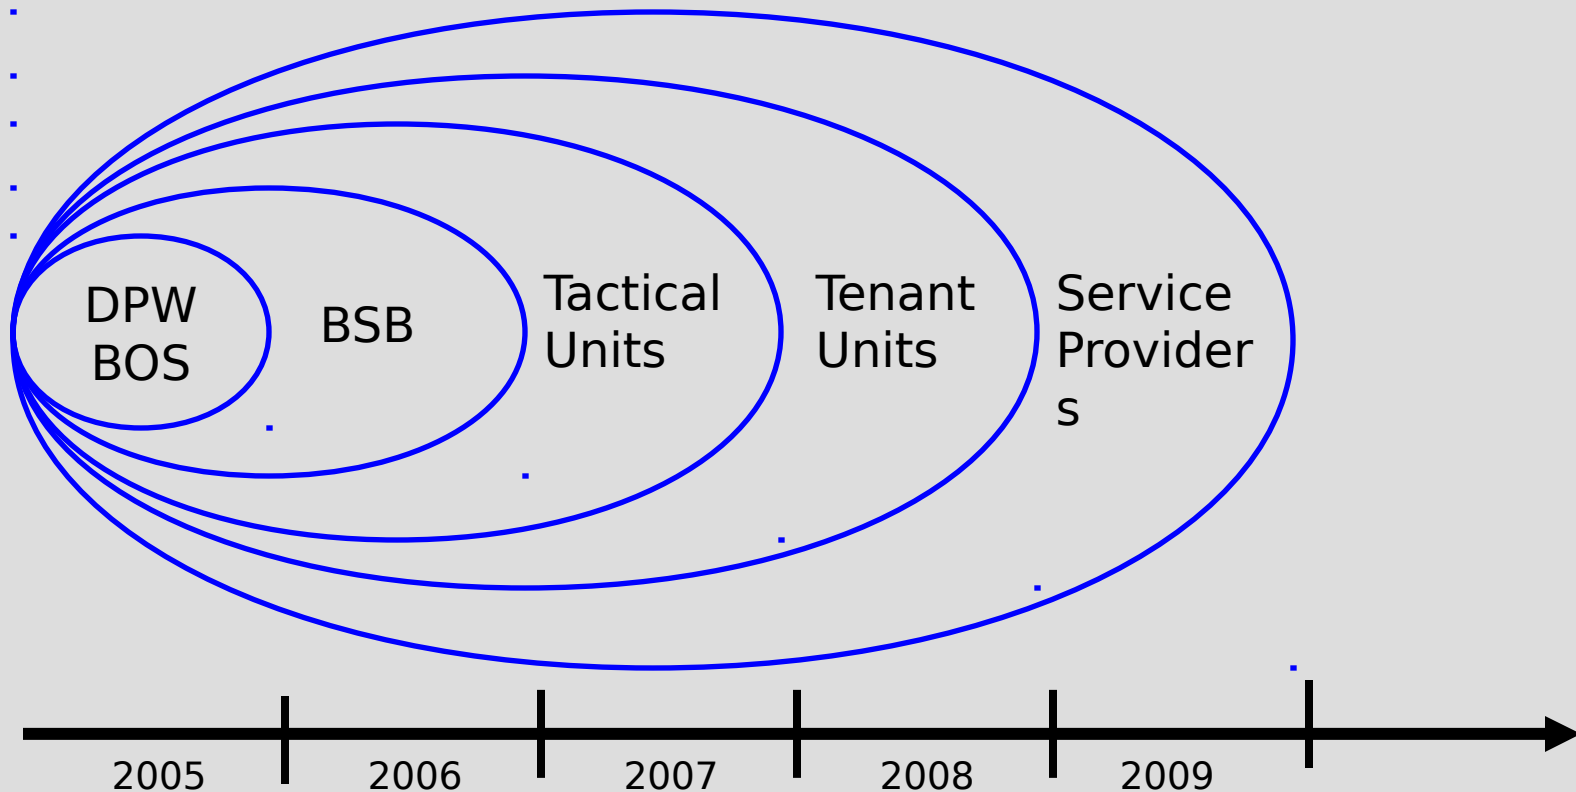 DPW
BOS
BSB
Tactical
Units
Tenant
Units
Service
Provider
s
2005
2006
2007
2008
2009